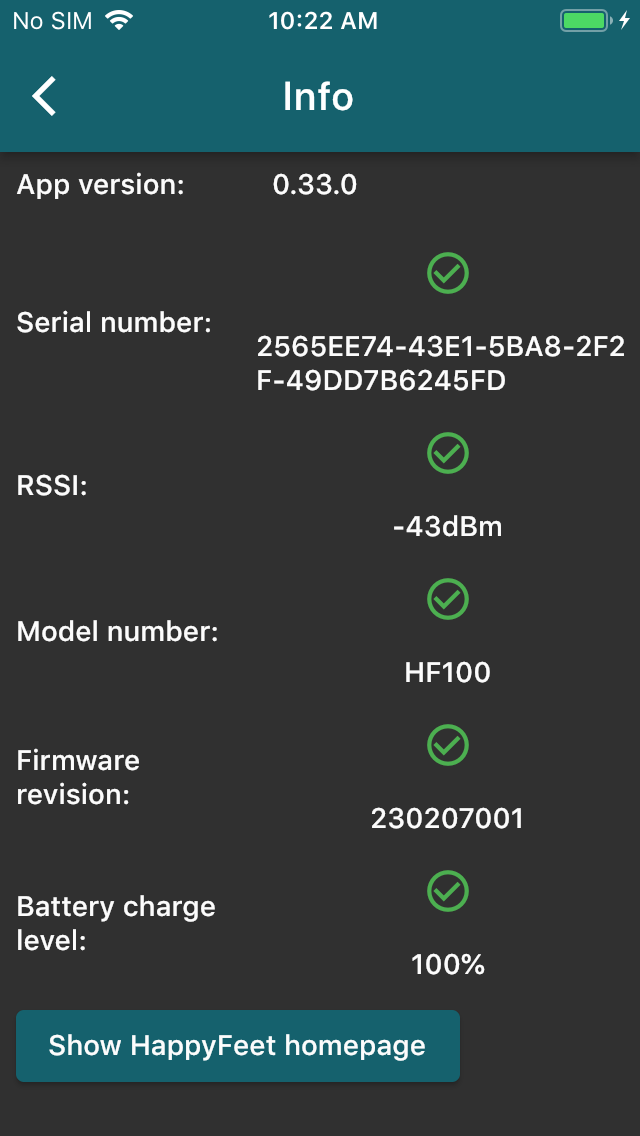 No SIM 10:22 AM
Info
App version: 0.33.0
Serial number:
2565EE74-43E1-5BA8-2F2
F-49DD7B6245FD
RSSI:
-43dBm
Model number:
HF100
Firmware
revision:
230207001
Battery charge
level:
100%
Show HappyFeet homepage